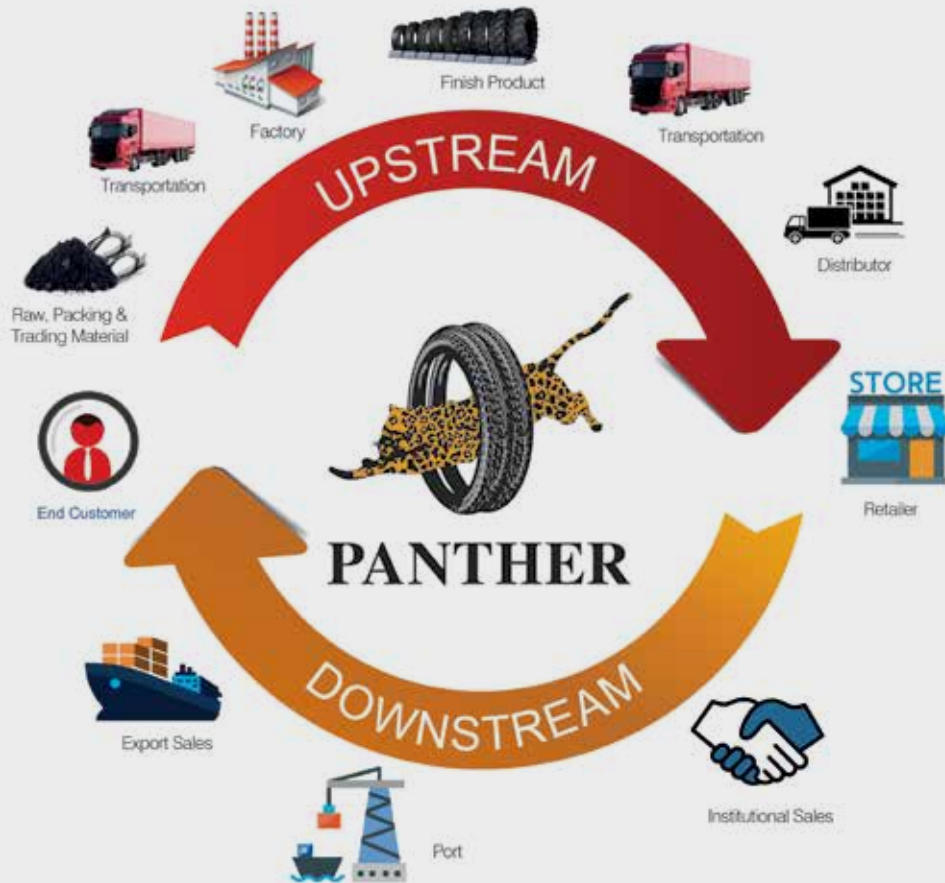 Finish Product
Factory
Transportation
Transportation
UPSTREAM
Distributor
Raw, Packing &
Trading Material
STORE
Retailer
End Customer
PANTHER
DOWNSTREAM
Export Sales
Institutional Sales
Port